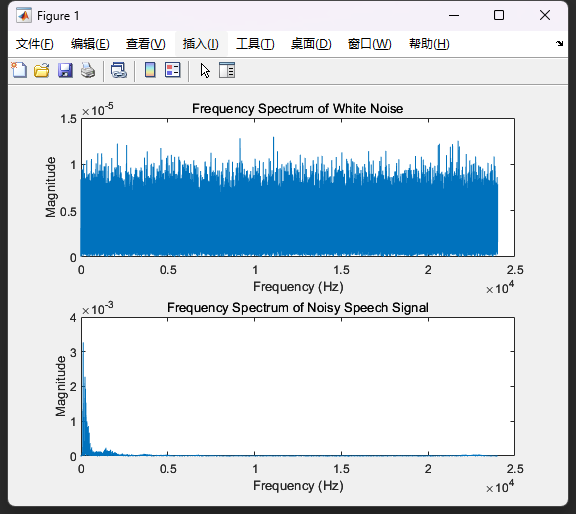 Figure 1
文件(F) 编辑(E) 查看(V) 插入(I) 工具(T) 桌面(D) 窗口(W) 帮助(H)
Frequency Spectrum of White Noise
×10^-5
1.5
1
0.5
0
Magnitude
0 0.5 1 1.5 2 2.5
Frequency (Hz)
×10^4
Frequency Spectrum of Noisy Speech Signal
×10^-3
4
3
2
1
0
Magnitude
0 0.5 1 1.5 2 2.5
Frequency (Hz)
×10^4